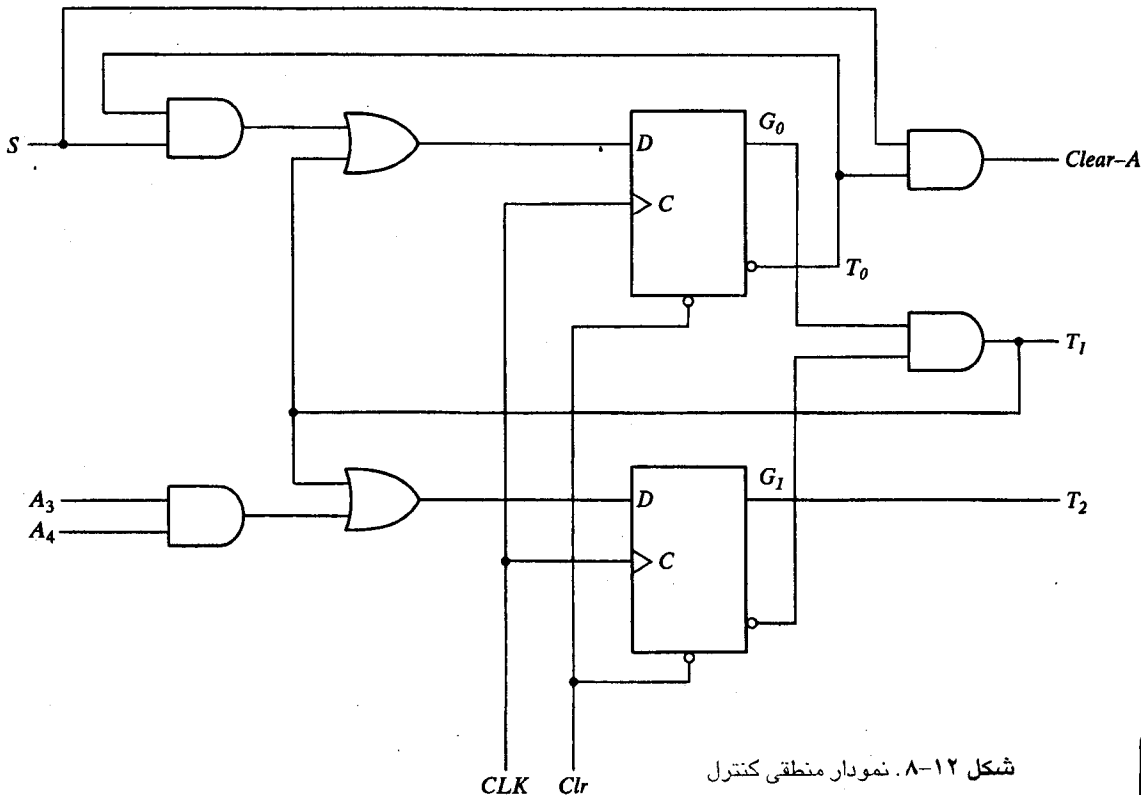 S
D
G₀
Clear-A
C
T₀
T₁
A₃
A₄
D
G₁
T₂
C
CLK
Clr
شکل ۱۲-۸. نمودار منطقی کنترل